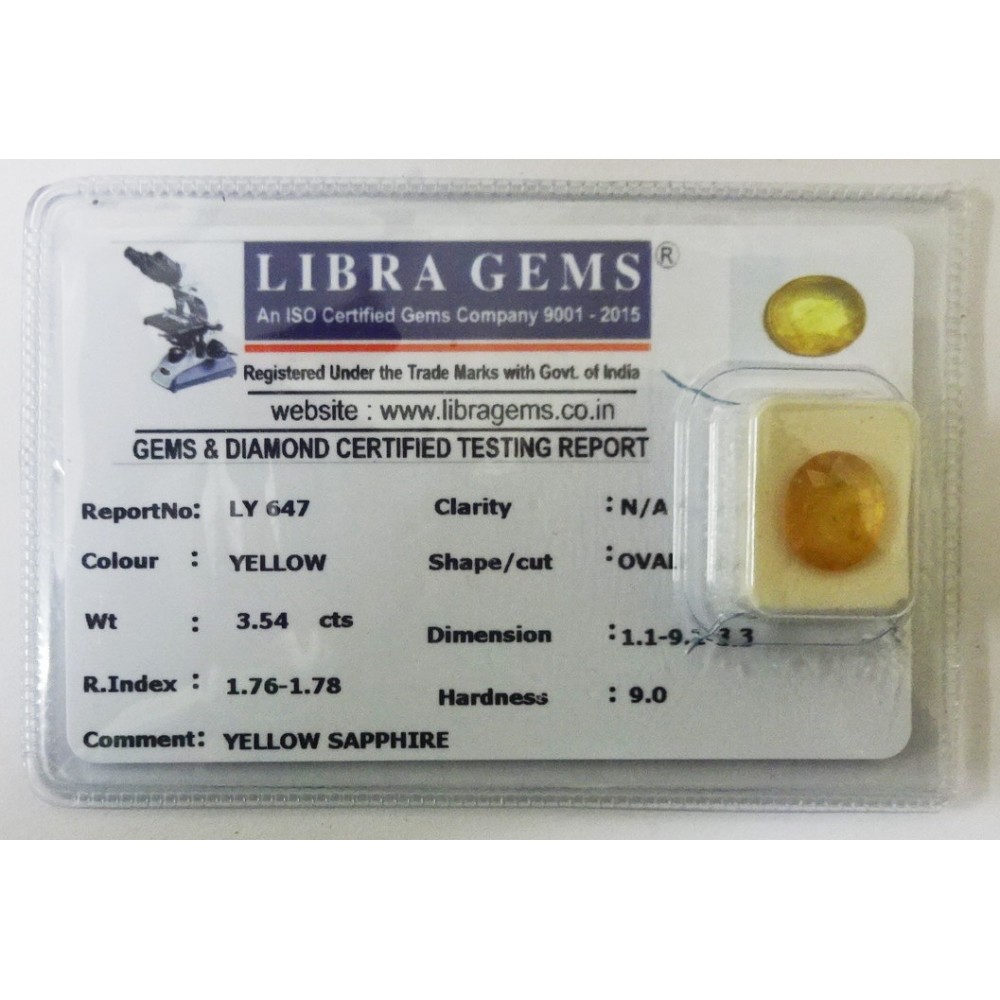 LIBRA GEMS ®
An ISO Certified Gems Company 9001 - 2015
Registered Under the Trade Marks with Govt. of India
website : www.libragems.co.in
GEMS & DIAMOND CERTIFIED TESTING REPORT
ReportNo: LY 647 Clarity : N/A
Colour : YELLOW Shape/cut : OVAL
Wt : 3.54 cts Dimension :
R.Index : 1.76-1.78 Hardness : 9.0
Comment: YELLOW SAPPHIRE